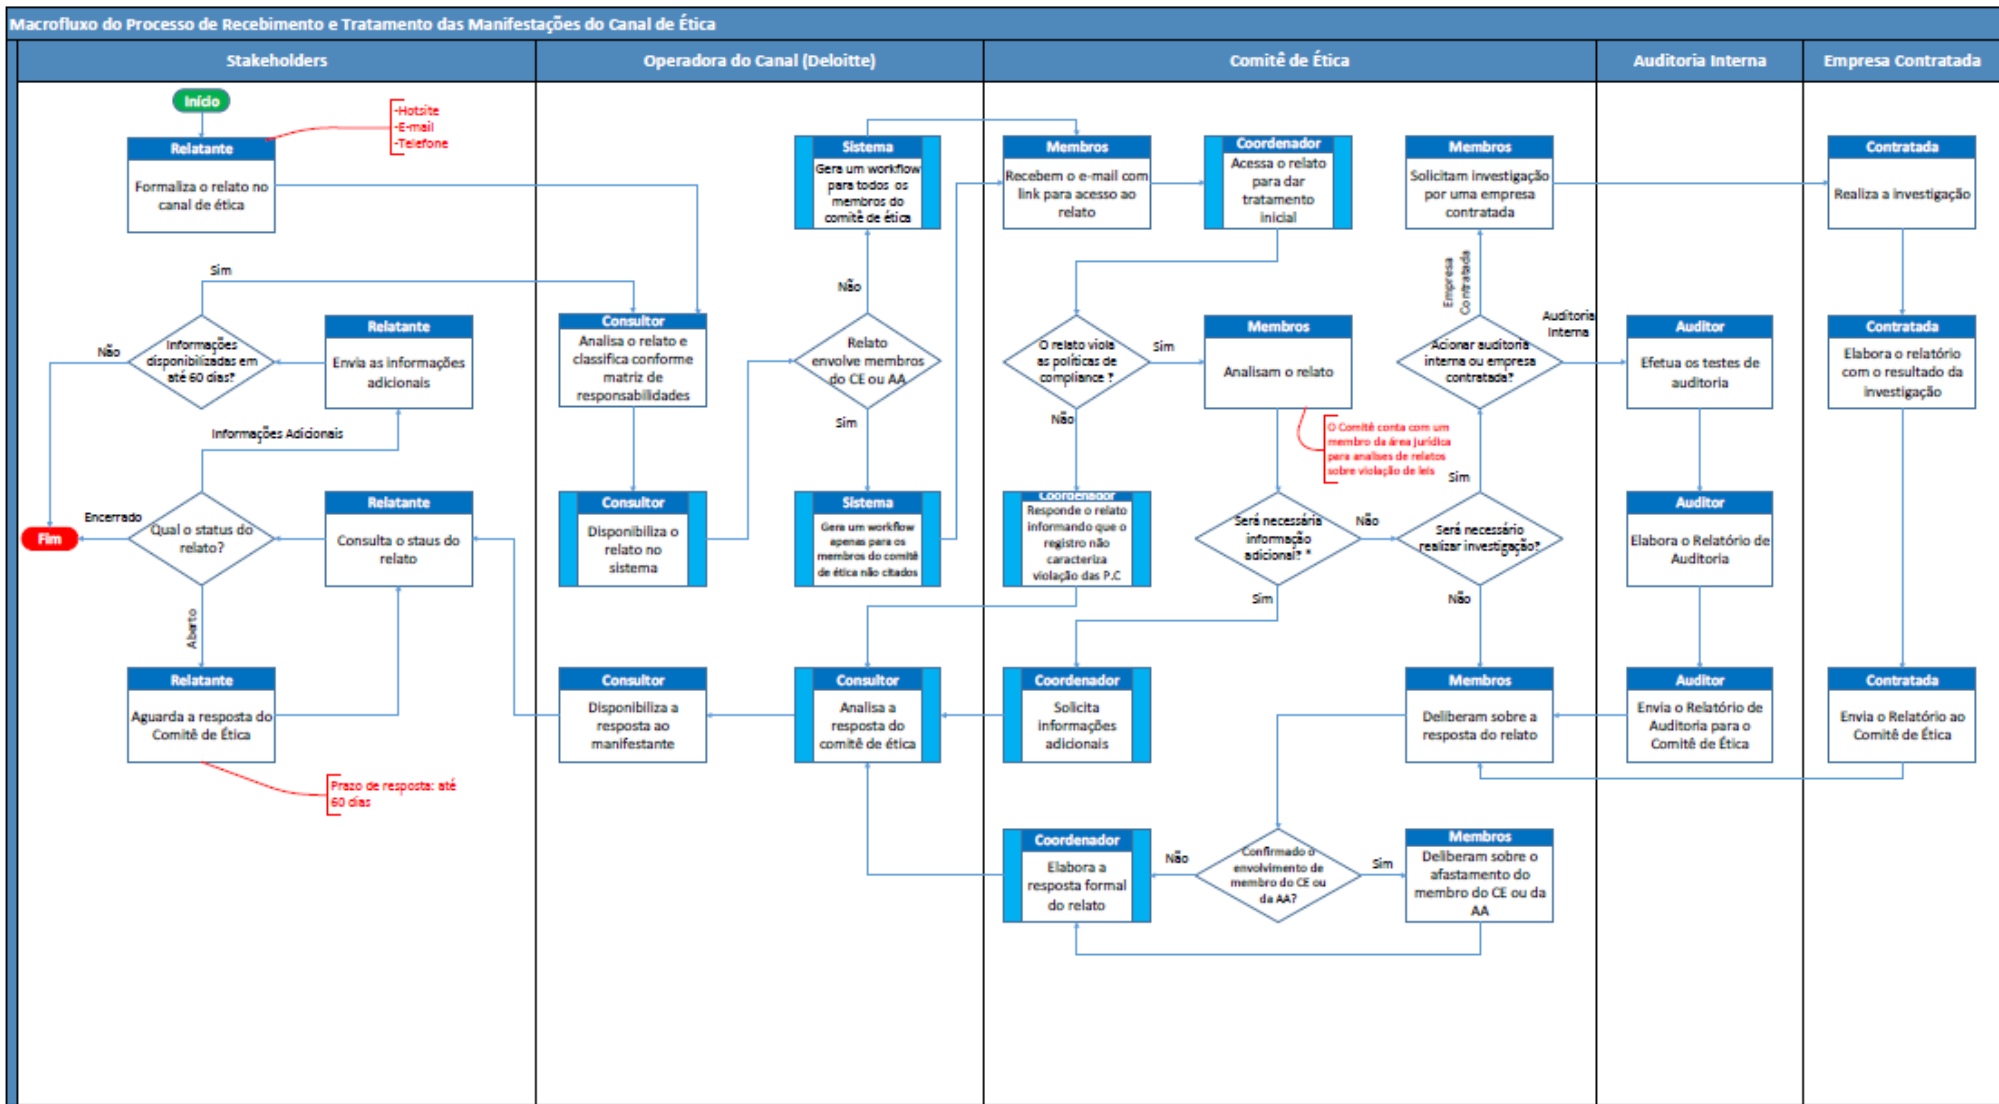 Macrofluxo do Processo de Recebimento e Tratamento das Manifestações do Canal de Ética
Stakeholders
Operadora do Canal (Deloitte)
Comitê de Ética
Auditoria Interna
Empresa Contratada
Início
-Hotsite
-E-mail
-Telefone
Relatante
Formaliza o relato no
canal de ética
Sistema
Gera um workflow
para todos os
membros do
comitê de ética
Membros
Recebem o e-mail com
link para acesso ao
relato
Coordenador
Acessa o relato
para dar
tratamento
inicial
Membros
Solicitam investigação
por uma empresa
contratada
Contratada
Realiza a investigação
Sim
Não
Empresa
Contratada
Auditoria
Interna
Não
Informações
disponibilizadas em
até 60 dias?
Relatante
Envia as informações
adicionais
Consultor
Analisa o relato e
classifica conforme
matriz de
responsabilidades
Relato
envolve membros
do CE ou AA
O relato viola
as políticas de
compliance ?
Sim
Membros
Analisam o relato
Acionar auditoria
interna ou empresa
contratada?
Auditor
Efetua os testes de
auditoria
Contratada
Elabora o relatório
com o resultado da
investigação
Informações Adicionais
Sim
Não
O Comitê conta com um
membro da área jurídica
para analises de relatos
sobre violação de leis
Sim
Fim
Encerrado
Qual o status do
relato?
Relatante
Consulta o staus do
relato
Consultor
Disponibiliza o
relato no
sistema
Sistema
Gera um workflow
apenas para os
membros do comitê
de ética não citados
Coordenador
Responde o relato
informando que o
registro não
caracteriza
violação das P.C
Será necessária
informação
adicional? *
Não
Será necessário
realizar investigação?
Auditor
Elabora o Relatório de
Auditoria
Aberto
Sim
Não
Relatante
Aguarda a resposta do
Comitê de Ética
Consultor
Disponibiliza a
resposta ao
manifestante
Consultor
Analisa a
resposta do
comitê de ética
Coordenador
Solicita
informações
adicionais
Membros
Deliberam sobre a
resposta do relato
Auditor
Envia o Relatório de
Auditoria para o
Comitê de Ética
Contratada
Envia o Relatório ao
Comitê de Ética
Prazo de resposta: até
60 dias
Coordenador
Elabora a
resposta formal
do relato
Não
Confirmado o
envolvimento de
membro do CE ou
da AA?
Sim
Membros
Deliberam sobre o
afastamento do
membro do CE ou da
AA